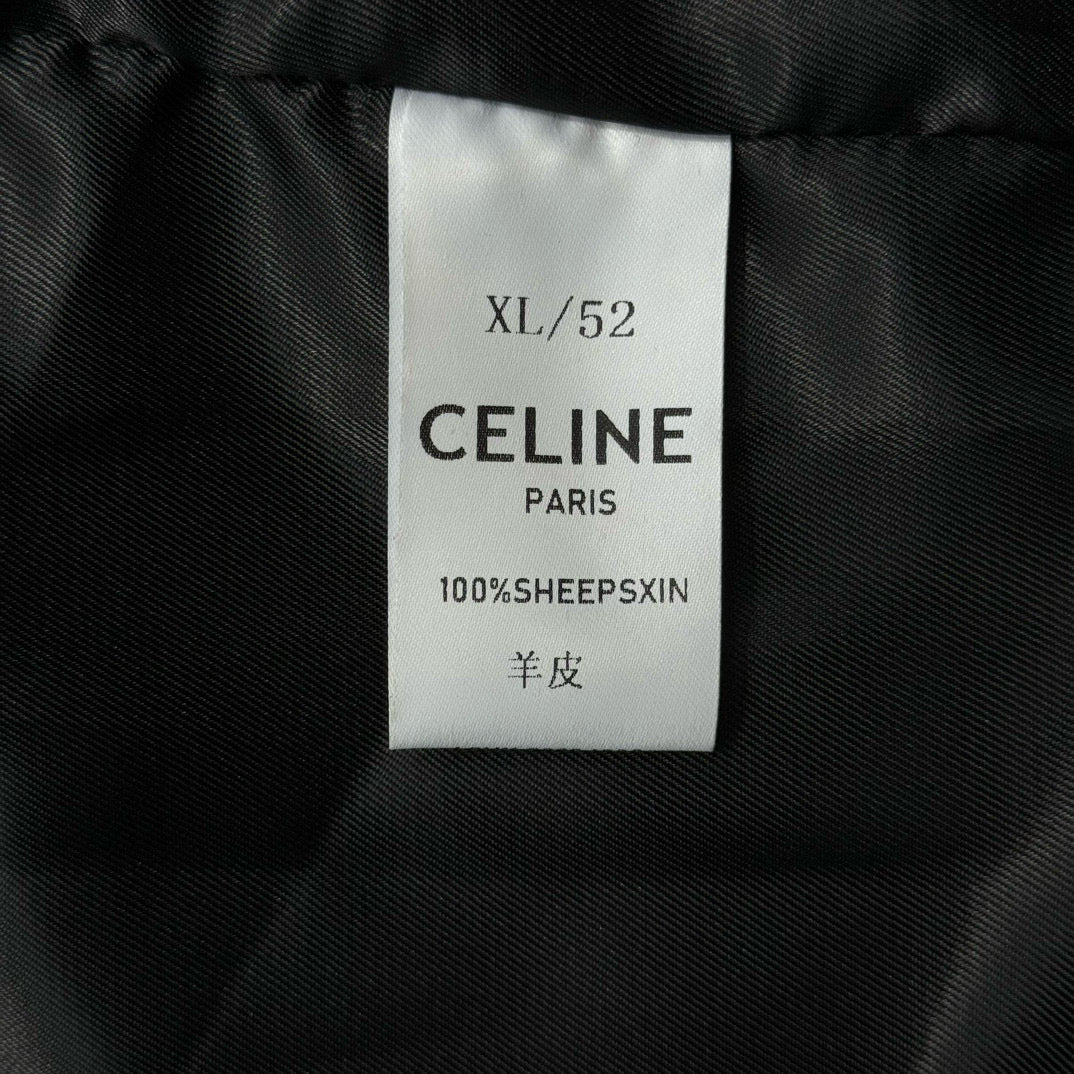 XL/52
CELINE
PARIS
100%SHEEPSXIN
羊皮